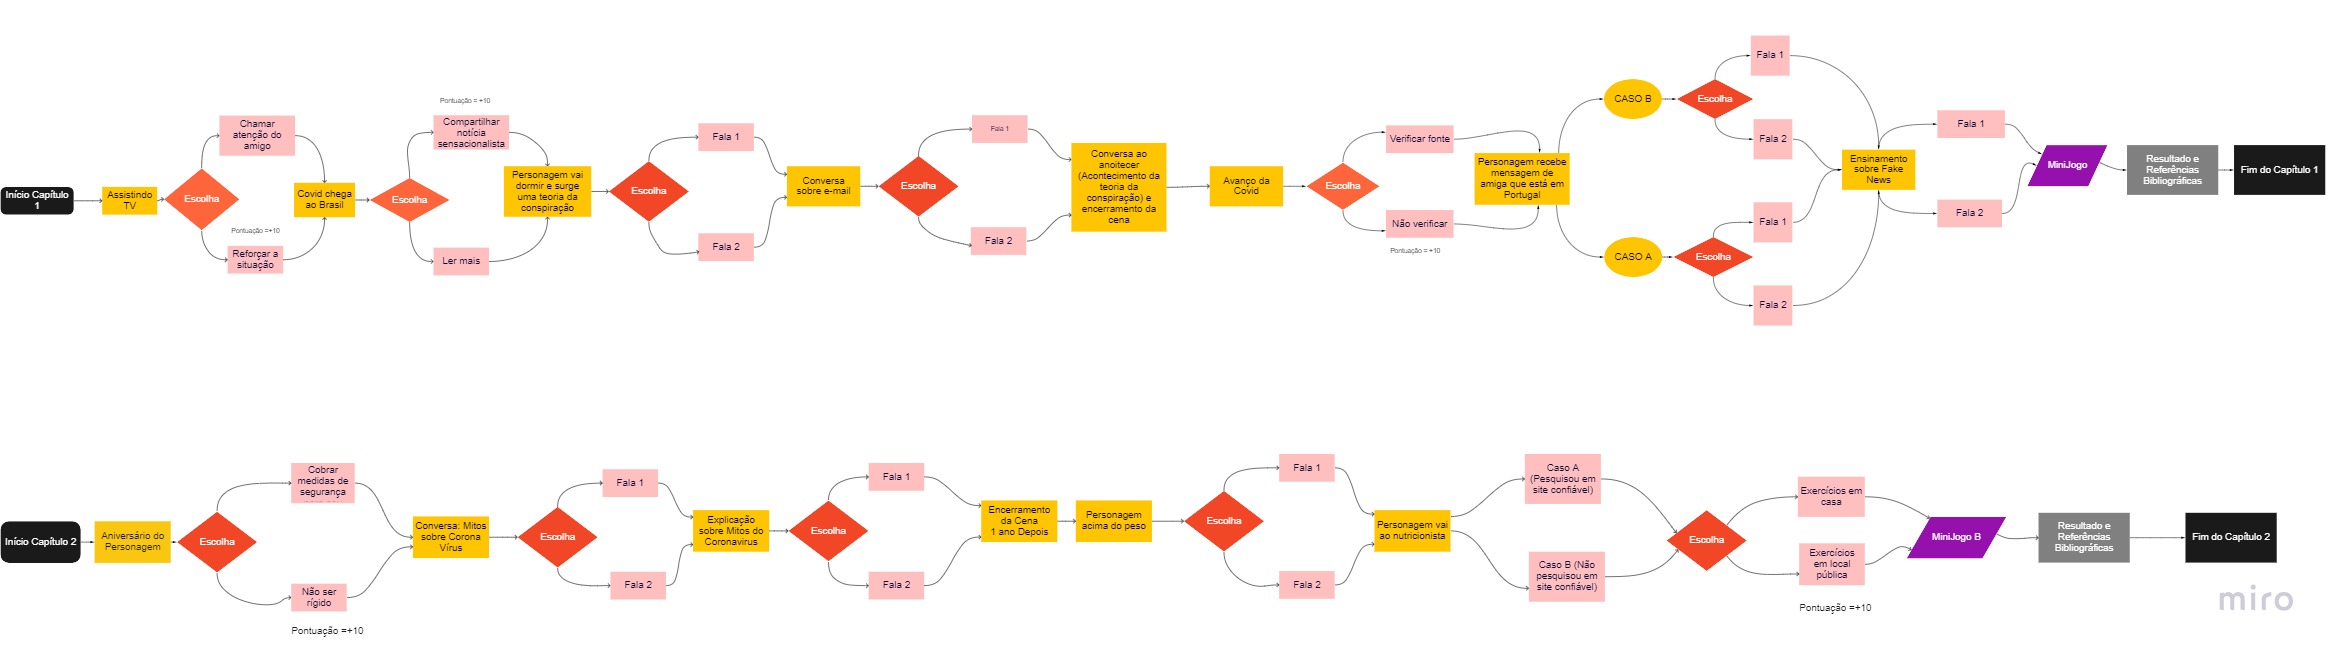 Início Capítulo
1
Assistindo
TV
Escolha
Chamar
atenção do
amigo
Pontuação =+10
Reforçar a
situação
Covid chega
ao Brasil
Escolha
Pontuação = +10
Compartilhar
notícia
sensacionalista
Ler mais
Personagem vai
dormir e surge
uma teoria da
conspiração
Escolha
Fala 1
Fala 2
Conversa
sobre e-mail
Escolha
Fala 1
Fala 2
Conversa ao
anoitecer
(Acontecimento da
teoria da
conspiração) e
encerramento da
cena
Avanço da
Covid
Escolha
Verificar fonte
Não verificar
Pontuação = +10
Personagem recebe
mensagem de
amiga que está em
Portugal
CASO B
Escolha
Fala 1
Fala 2
CASO A
Escolha
Fala 1
Fala 2
Ensinamento
sobre Fake
News
Fala 1
Fala 2
MiniJogo
Resultado e
Referências
Bibliográficas
Fim do Capítulo 1
Início Capítulo 2
Aniversário do
Personagem
Escolha
Cobrar
medidas de
segurança
Não ser
rígido
Pontuação =+10
Conversa: Mitos
sobre Corona
Vírus
Escolha
Fala 1
Fala 2
Explicação
sobre Mitos do
Coronavirus
Escolha
Fala 1
Fala 2
Encerramento
da Cena
1 ano Depois
Personagem
acima do peso
Escolha
Fala 1
Fala 2
Personagem vai
ao nutricionista
Caso A
(Pesquisou em
site confiável)
Caso B (Não
pesquisou em
site confiável)
Escolha
Exercícios em
casa
Exercícios
em local
pública
Pontuação =+10
MiniJogo B
Resultado e
Referências
Bibliográficas
Fim do Capítulo 2
miro